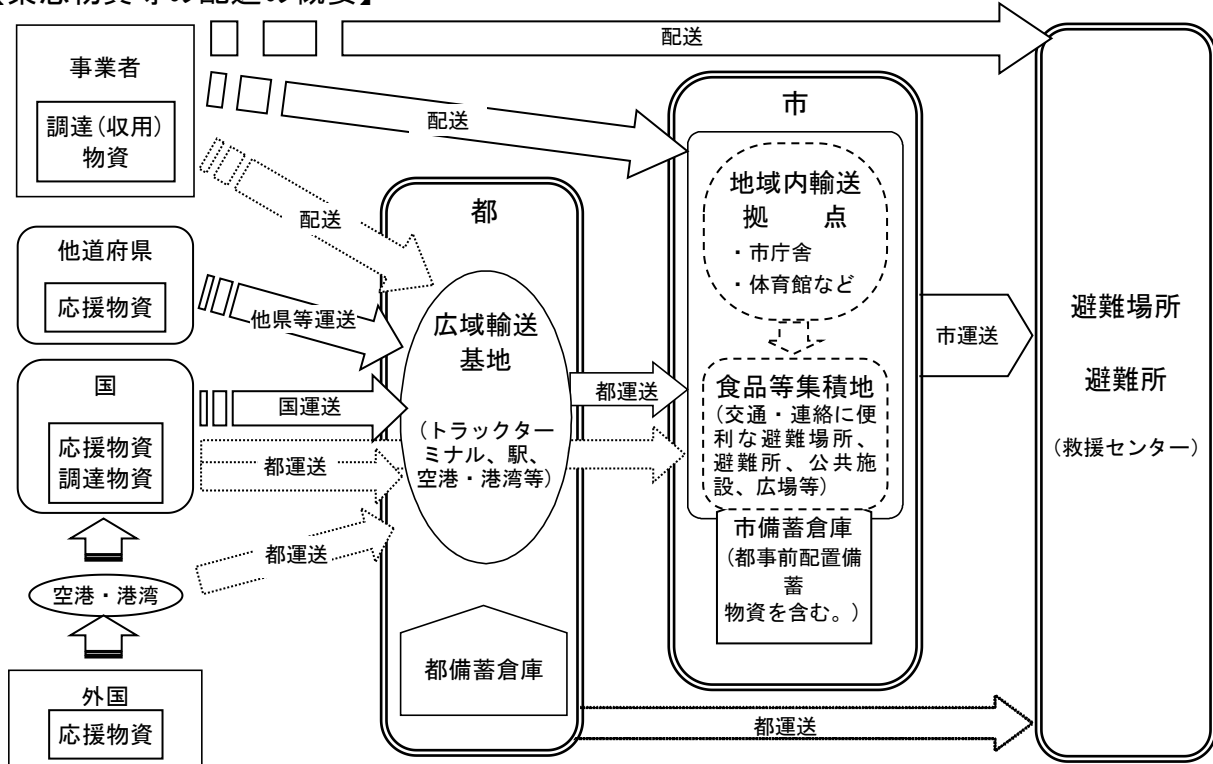 【緊急物資等の配送の概要】
事業者
調達（収用）
物資
配送
配送
配送
他道府県
応援物資
他県等運送
国
応援物資
調達物資
国運送
都運送
都運送
空港・港湾
外国
応援物資
都
広域輸送
基地
（トラックター
ミナル、駅、
空港・港湾等）
都備蓄倉庫
都運送
都運送
市
地域内輸送
拠　　点
・市庁舎
・体育館など
食品等集積地
（交通・連絡に便
利な避難場所、
避難所、公共施
設、広場等）
市備蓄倉庫
（都事前配置備
蓄
物資を含む。）
市運送
避難場所
避難所
（救援センター）